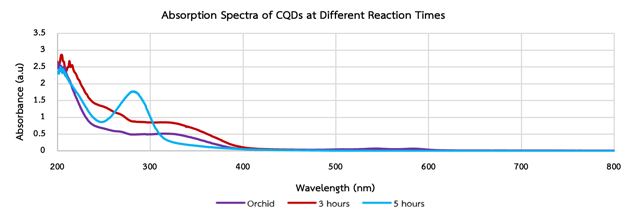 Absorption Spectra of CQDs at Different Reaction Times
Absorbance (a.u)
3.5
3
2.5
2
1.5
1
0.5
0
200 300 400 500 600 700 800
Wavelength (nm)
Orchid 3 hours 5 hours